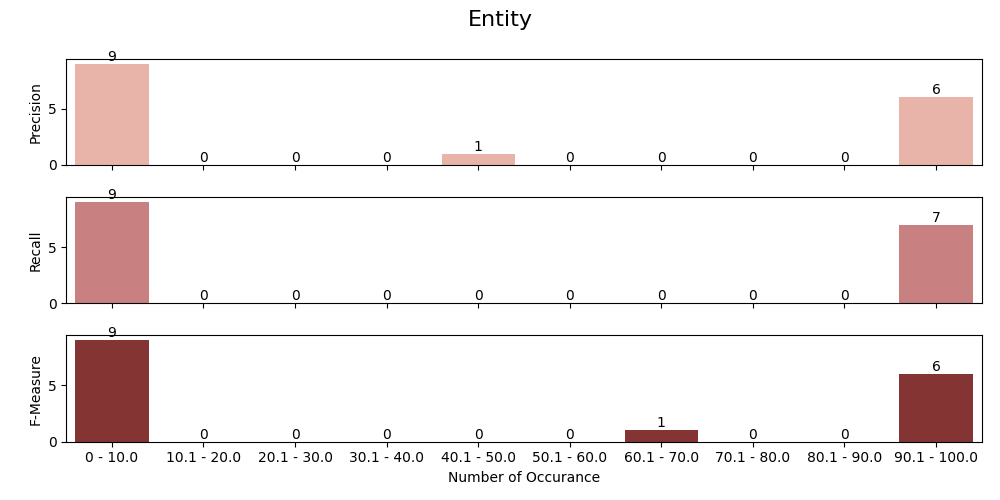 Entity
Precision
5
0
9 0 0 0 1 0 0 0 0 6
Recall
5
0
9 0 0 0 0 0 0 0 0 7
F-Measure
5
0
9 0 0 0 0 0 1 0 0 6
0 - 10.0 10.1 - 20.0 20.1 - 30.0 30.1 - 40.0 40.1 - 50.0 50.1 - 60.0 60.1 - 70.0 70.1 - 80.0 80.1 - 90.0 90.1 - 100.0
Number of Occurance